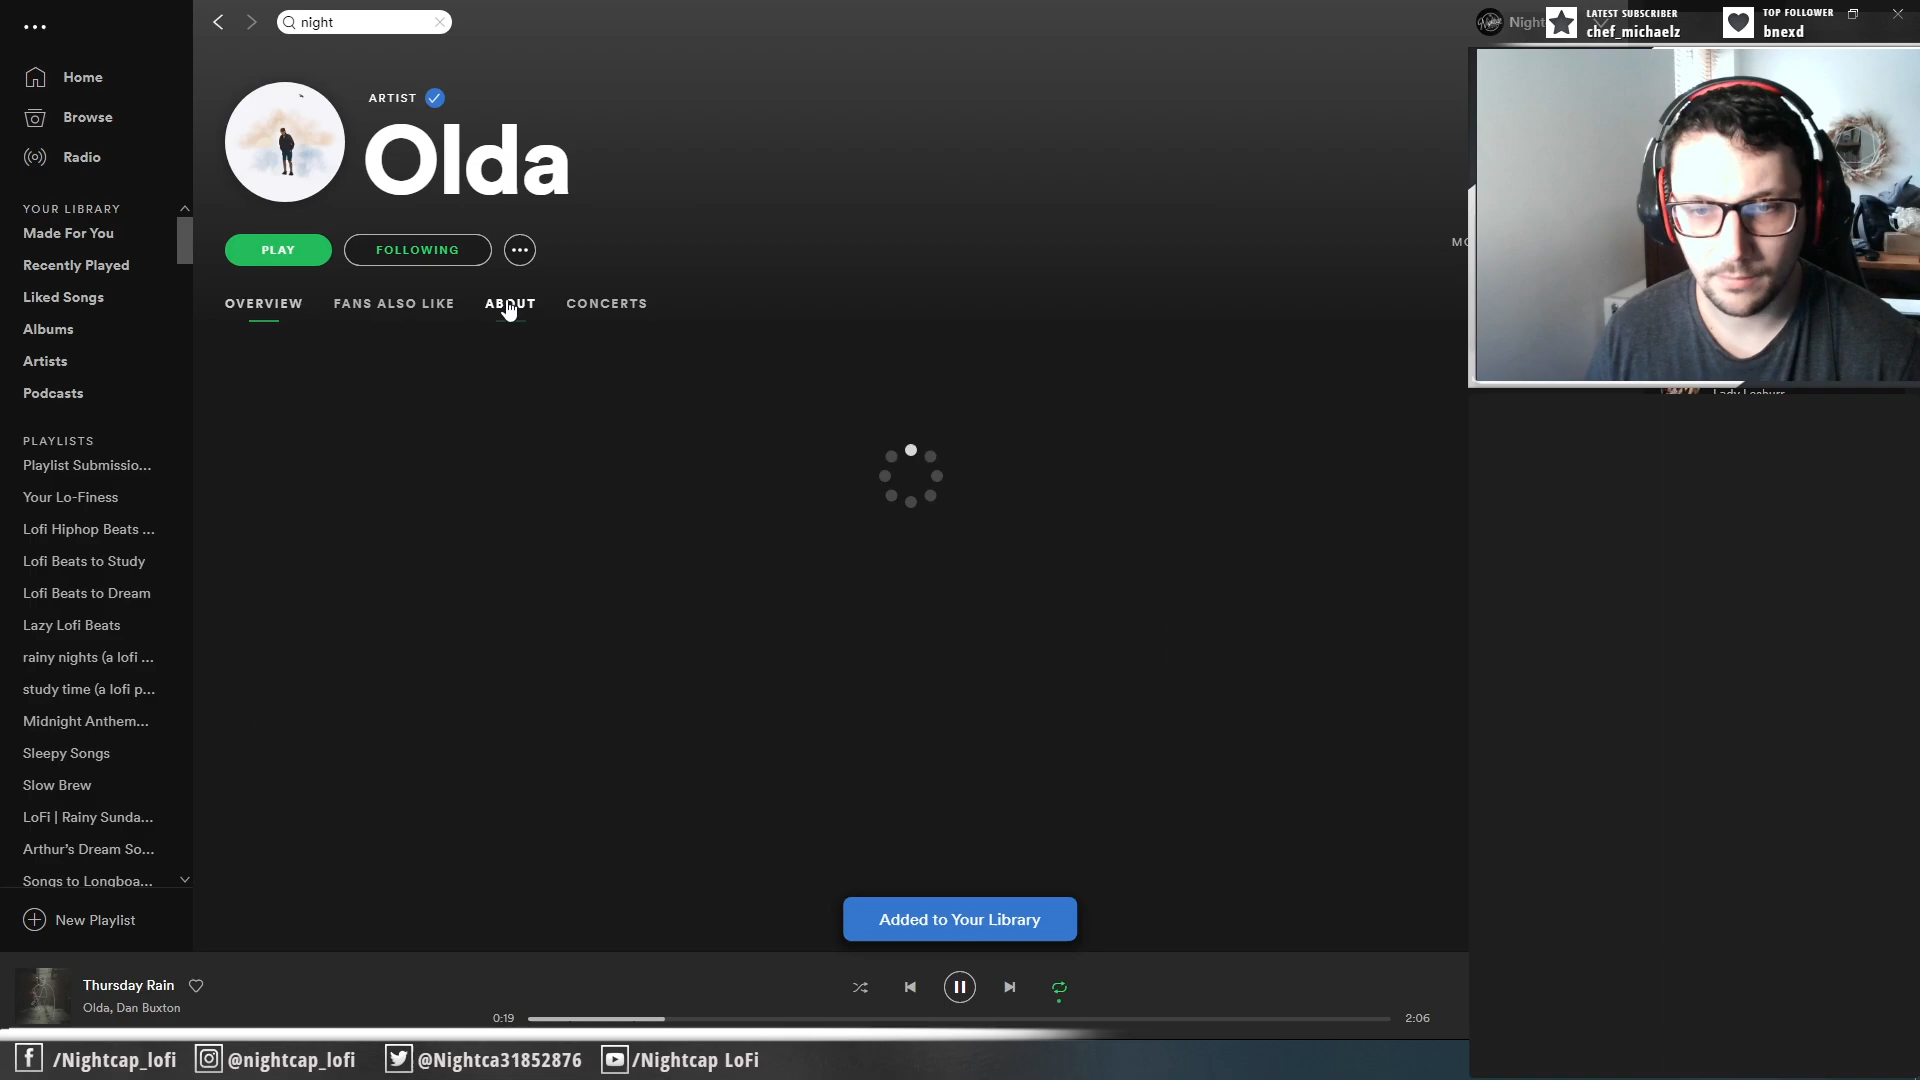 night
Home
Browse
Radio
YOUR LIBRARY
Made For You
Recently Played
Liked Songs
Albums
Artists
Podcasts
PLAYLISTS
Playlist Submissio...
Your Lo-Finess
Lofi Hiphop Beats ...
Lofi Beats to Study
Lofi Beats to Dream
Lazy Lofi Beats
rainy nights (a lofi ...
study time (a lofi p...
Midnight Anthem...
Sleepy Songs
Slow Brew
LoFi | Rainy Sunda...
Arthur's Dream So...
Songs to Longboa...
New Playlist
ARTIST
Olda
PLAY
FOLLOWING
OVERVIEW FANS ALSO LIKE ABOUT CONCERTS
Night
LATEST SUBSCRIBER
chef_michaelz
TOP FOLLOWER
bnexd
Added to Your Library
Thursday Rain
Olda, Dan Buxton
0:19
2:06
/Nightcap_lofi @nightcap_lofi @Nightca31852876 /Nightcap LoFi